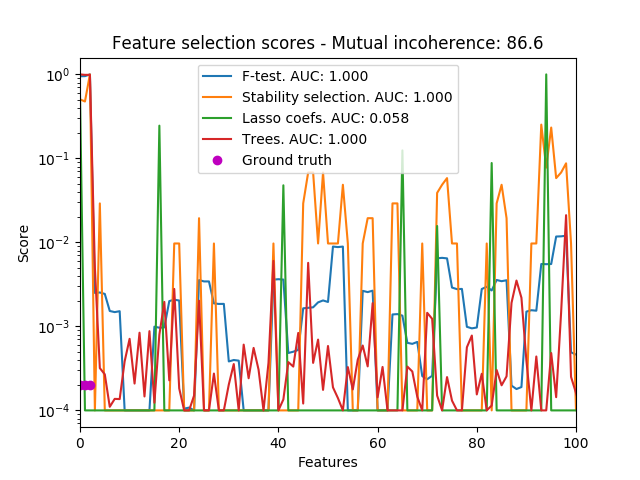 Feature selection scores - Mutual incoherence: 86.6
F-test. AUC: 1.000
Stability selection. AUC: 1.000
Lasso coefs. AUC: 0.058
Trees. AUC: 1.000
Ground truth
Score
10⁰
10⁻¹
10⁻²
10⁻³
10⁻⁴
0 20 40 60 80 100
Features